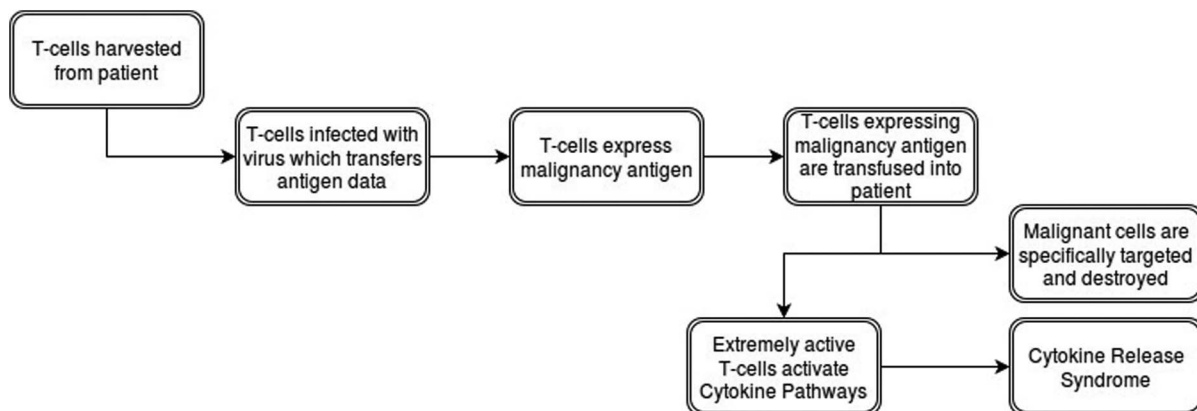 T-cells harvested
from patient
T-cells infected with
virus which transfers
antigen data
T-cells express
malignancy antigen
T-cells expressing
malignancy antigen
are transfused into
patient
Malignant cells are
specifically targeted
and destroyed
Extremely active
T-cells activate
Cytokine Pathways
Cytokine Release
Syndrome